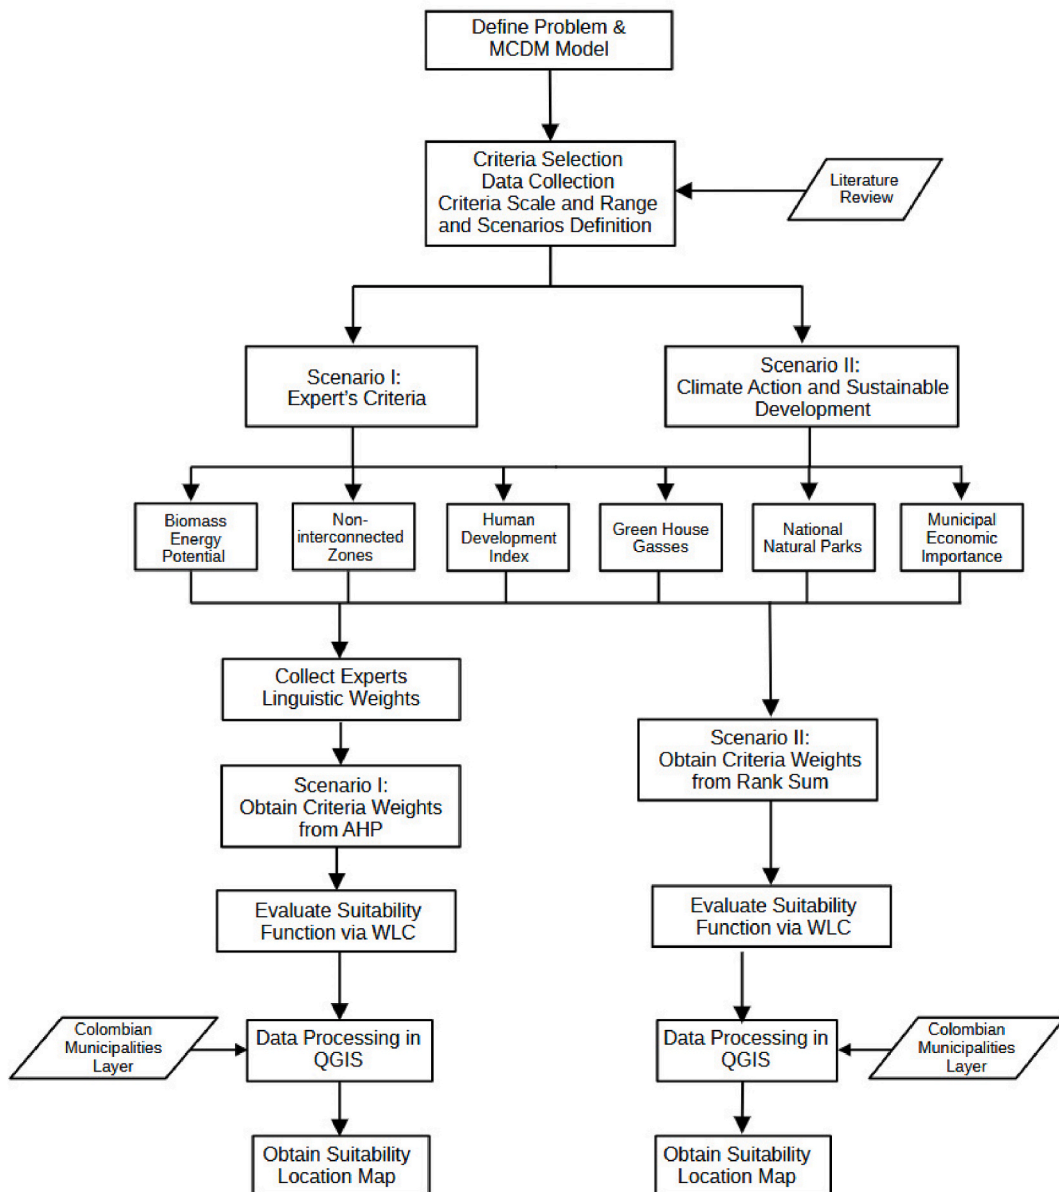 Define Problem &
MCDM Model
Criteria Selection
Data Collection
Criteria Scale and Range
and Scenarios Definition
Literature
Review
Scenario I:
Expert's Criteria
Scenario II:
Climate Action and Sustainable
Development
Biomass
Energy
Potential
Non-
interconnected
Zones
Human
Development
Index
Green House
Gasses
National
Natural Parks
Municipal
Economic
Importance
Collect Experts
Linguistic Weights
Scenario I:
Obtain Criteria Weights
from AHP
Scenario II:
Obtain Criteria Weights
from Rank Sum
Evaluate Suitability
Function via WLC
Evaluate Suitability
Function via WLC
Colombian
Municipalities
Layer
Data Processing in
QGIS
Data Processing in
QGIS
Colombian
Municipalities
Layer
Obtain Suitability
Location Map
Obtain Suitability
Location Map